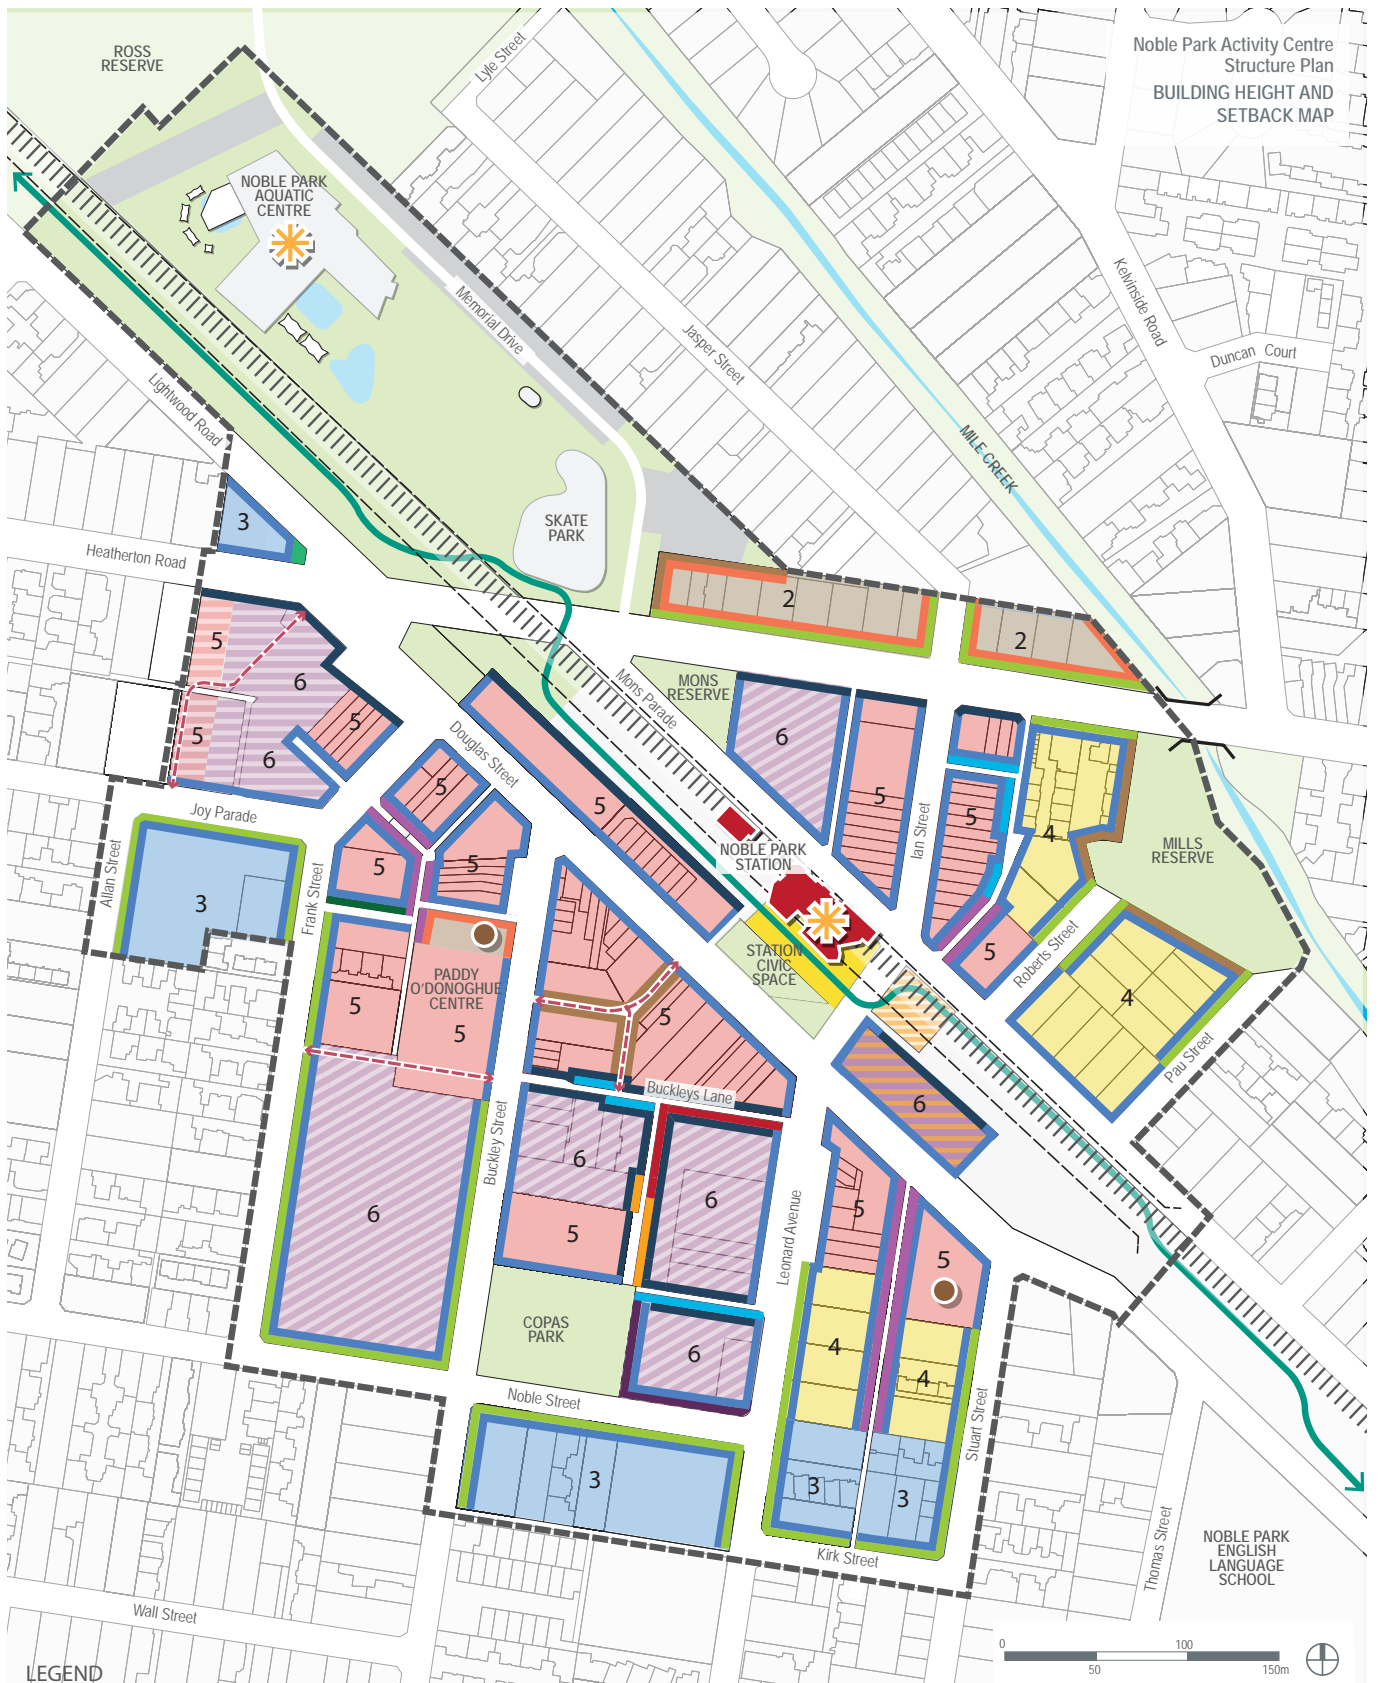 Noble Park Activity Centre
Structure Plan
BUILDING HEIGHT AND
SETBACK MAP
ROSS
RESERVE
Lyle Street
NOBLE PARK
AQUATIC
CENTRE
Memorial Drive
Jasper Street
Kelvinside Road
Duncan Court
Lightwood Road
MILE CREEK
3
SKATE
PARK
Heatherton Road
2
2
5
6
5
5
6
Mons Parade
MONS
RESERVE
6
Douglas Street
5
5
5
Ian Street
5
4
MILLS
RESERVE
Joy Parade
Allan Street
3
Frank Street
5
5
NOBLE PARK
STATION
STATION
CIVIC
SPACE
5
Roberts Street
4
Pau Street
PADDY
O'DONOGHUE
CENTRE
5
5
5
Buckleys Lane
6
Buckley Street
6
5
6
6
Leonard Avenue
5
5
COPAS
PARK
6
4
4
Noble Street
Stuart Street
3
3
3
Kirk Street
Thomas Street
NOBLE PARK
ENGLISH
LANGUAGE
SCHOOL
Wall Street
0
100
50
150m
LEGEND